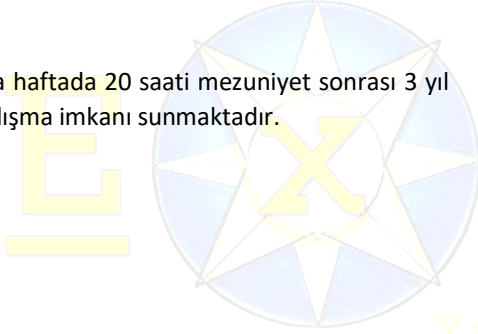 a haftada 20 saati mezuniyet sonrası 3 yıl
lışma imkanı sunmaktadır.
E X